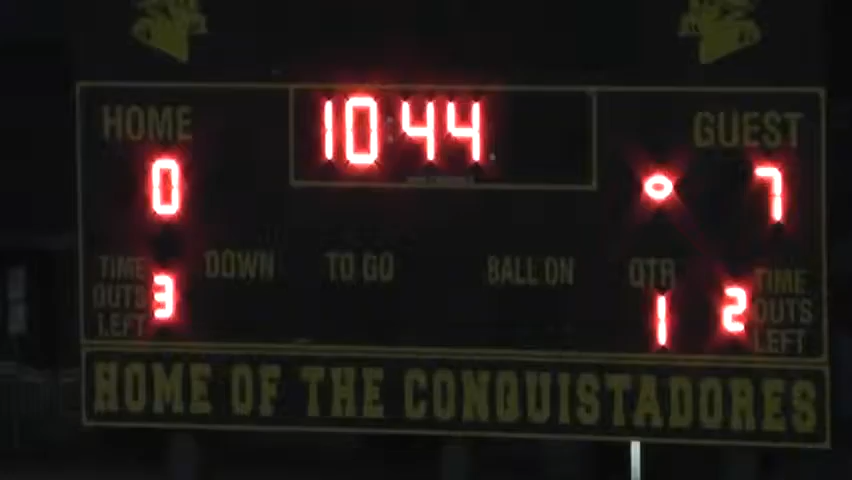 10:44
HOME
GUEST
0
7
DOWN
TO GO
BALL ON
QTR
1
TIME
OUTS
LEFT
3
2
TIME
OUTS
LEFT
HOME OF THE CONQUISTADORES